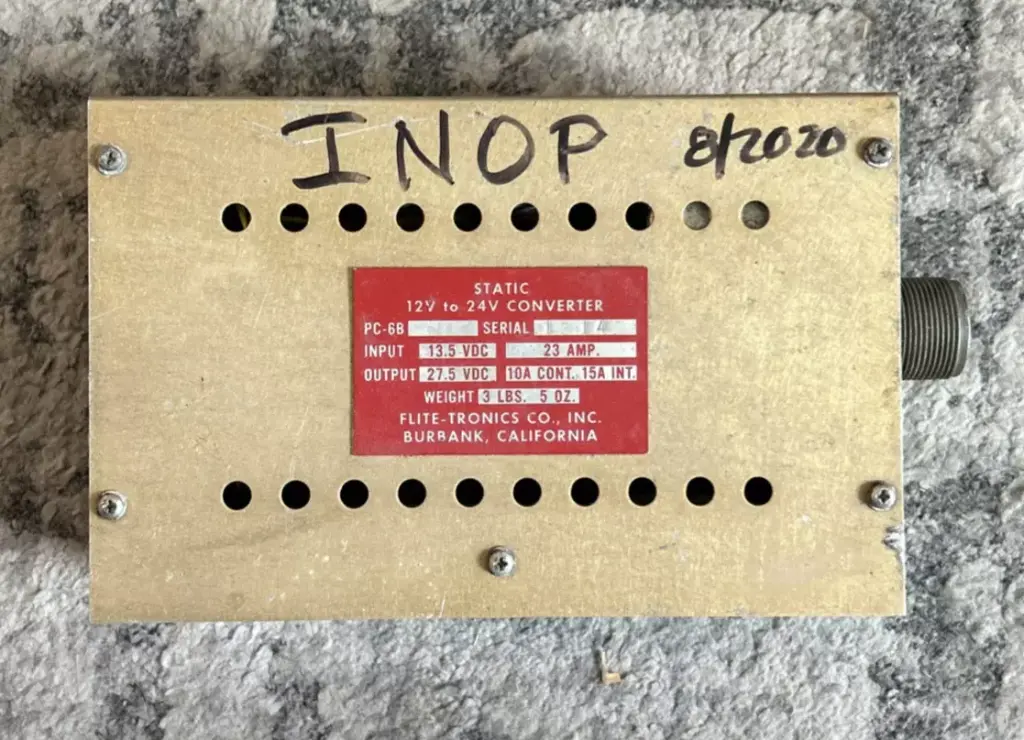 INOP 8/2020
STATIC
12V to 24V CONVERTER
PC-6B SERIAL
INPUT 13.5 VDC 23 AMP.
OUTPUT 27.5 VDC 10A CONT. 15A INT.
WEIGHT 3 LBS. 5 OZ.
FLITE-TRONICS CO., INC.
BURBANK, CALIFORNIA